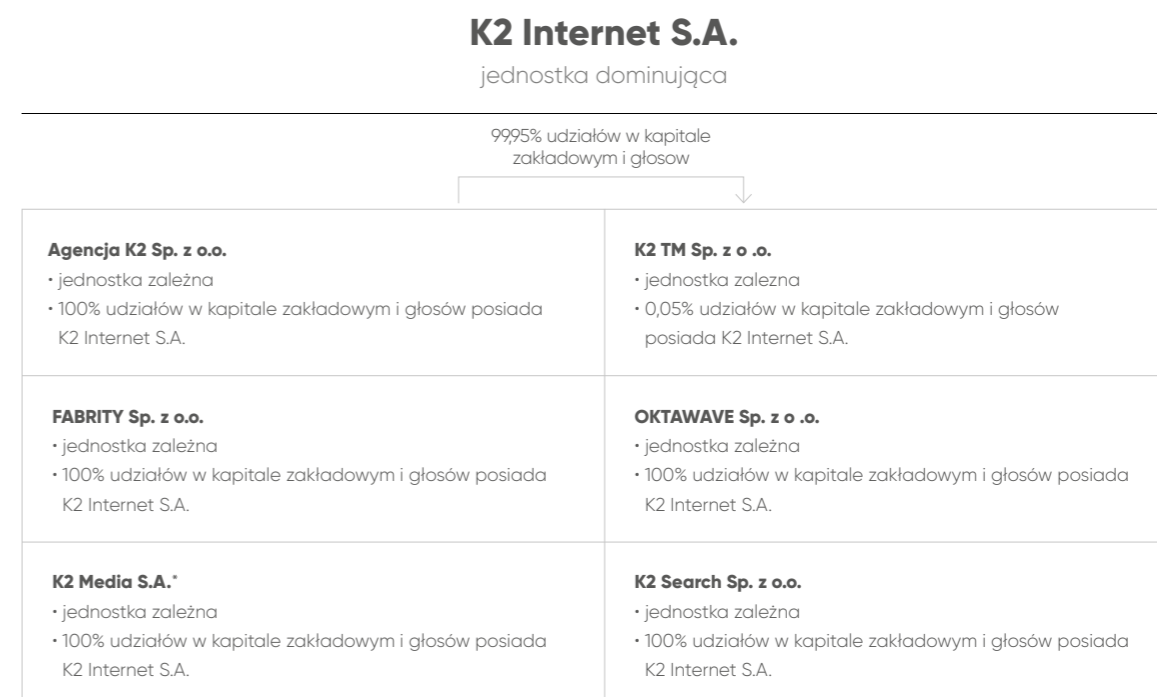 K2 Internet S.A.
jednostka dominująca
99,95% udziałów w kapitale
zakładowym i głosow
Agencja K2 Sp. z o.o.
• jednostka zależna
• 100% udziałów w kapitale zakładowym i głosów posiada
K2 Internet S.A.
K2 TM Sp. z o .o.
• jednostka zalezna
• 0,05% udziałów w kapitale zakładowym i głosów
posiada K2 Internet S.A.
FABRITY Sp. z o.o.
• jednostka zależna
• 100% udziałów w kapitale zakładowym i głosów posiada
K2 Internet S.A.
OKTAWAVE Sp. z o .o.
• jednostka zależna
• 100% udziałów w kapitale zakładowym i głosów posiada
K2 Internet S.A.
K2 Media S.A.*
• jednostka zależna
• 100% udziałów w kapitale zakładowym i głosów posiada
K2 Internet S.A.
K2 Search Sp. z o.o.
• jednostka zależna
• 100% udziałów w kapitale zakładowym i głosów posiada
K2 Internet S.A.